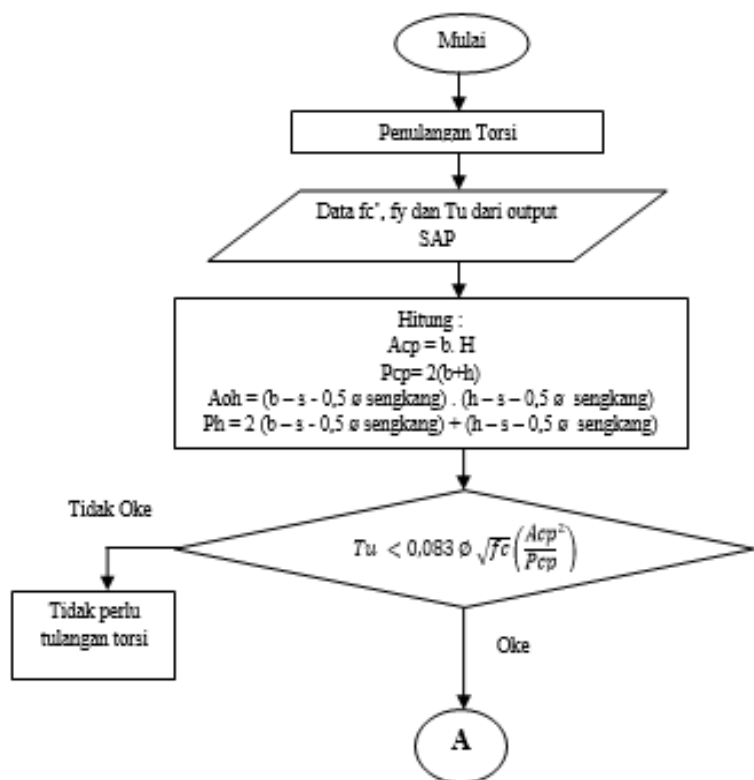 Mulai
Penulangan Torsi
Data fc', fy dan Tu dari output
SAP
Hitung :
Acp = b. H
Pcp= 2(b+h)
Aoh = (b – s - 0,5 ø sengkang) . (h – s – 0,5 ø sengkang)
Ph = 2 (b – s - 0,5 ø sengkang) + (h – s – 0,5 ø sengkang)
Tidak Oke
Tu < 0,083 ∅ √fc (Acp²/Pcp)
Tidak perlu
tulangan torsi
Oke
A